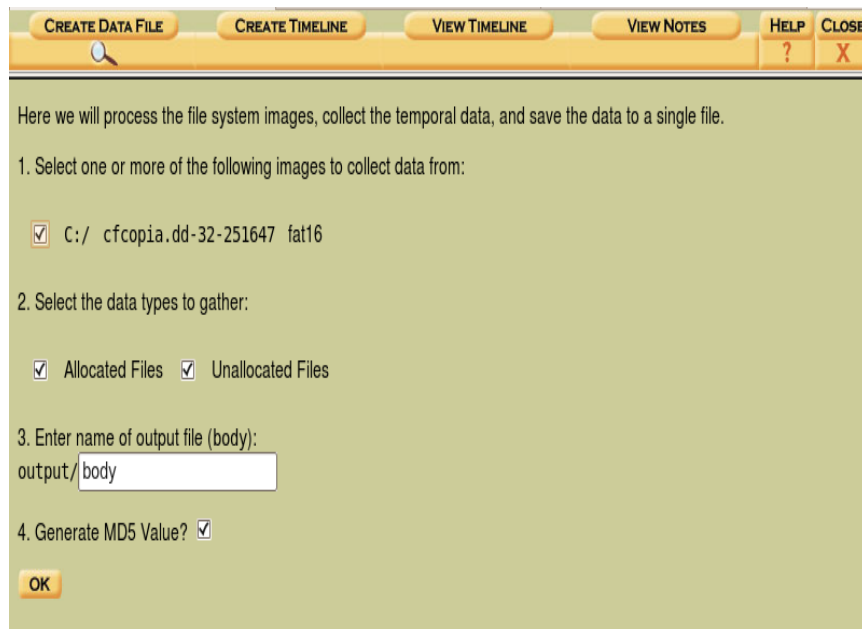 CREATE DATA FILE CREATE TIMELINE VIEW TIMELINE VIEW NOTES HELP CLOSE
? X
Here we will process the file system images, collect the temporal data, and save the data to a single file.
1. Select one or more of the following images to collect data from:
C:/ cfcopia.dd-32-251647 fat16
2. Select the data types to gather:
Allocated Files Unallocated Files
3. Enter name of output file (body):
output/body
4. Generate MD5 Value?
OK